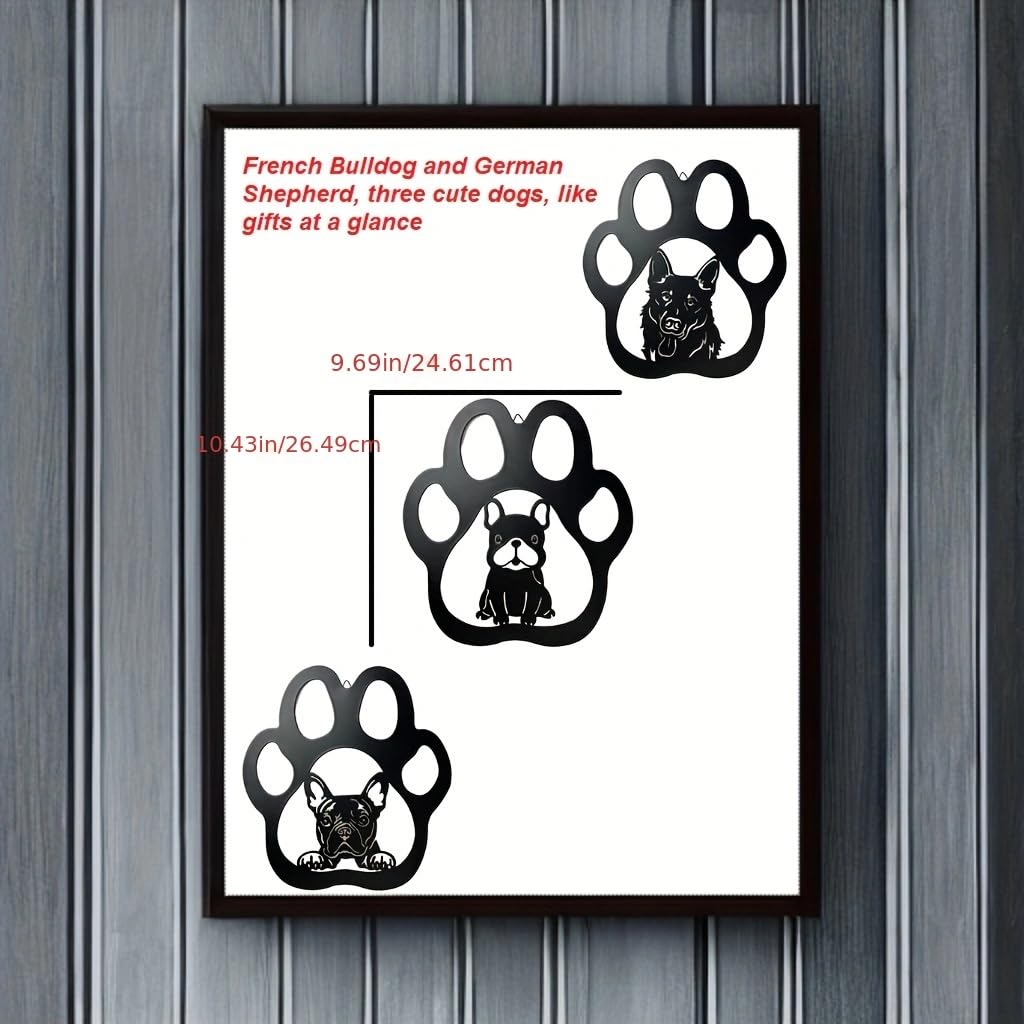 French Bulldog and German
Shepherd, three cute dogs, like
gifts at a glance
9.69in/24.61cm
10.43in/26.49cm